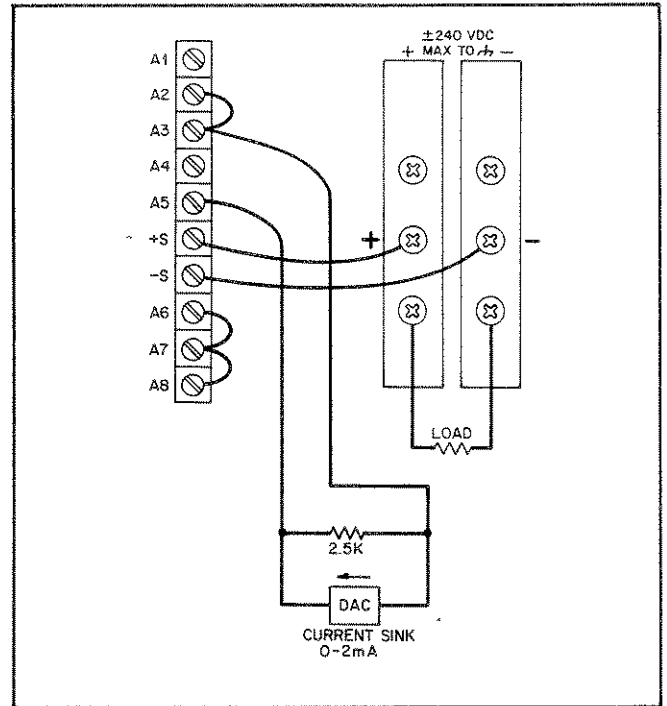 ±240 VDC
+ MAX TO -
A1
A2
A3
A4
A5
+S
-S
A6
A7
A8
+
-
LOAD
2.5K
DAC
CURRENT SINK
0-2mA